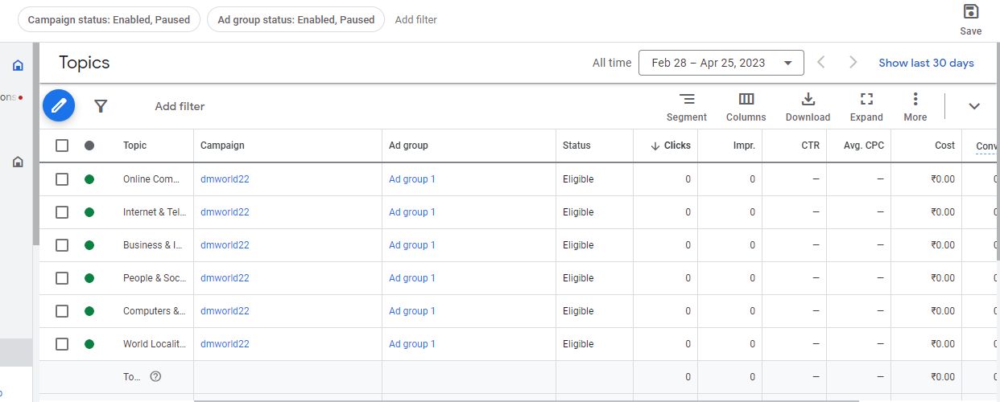 Campaign status: Enabled, Paused Ad group status: Enabled, Paused Add filter Save
Topics All time Feb 28 – Apr 25, 2023 Show last 30 days
ons
Add filter Segment Columns Download Expand More
Topic Campaign Ad group Status Clicks Impr. CTR Avg. CPC Cost Conv
Online Com... dmworld22 Ad group 1 Eligible 0 0 — — ₹0.00 0
Internet & Tel... dmworld22 Ad group 1 Eligible 0 0 — — ₹0.00 0
Business & I... dmworld22 Ad group 1 Eligible 0 0 — — ₹0.00 0
People & Soc... dmworld22 Ad group 1 Eligible 0 0 — — ₹0.00 0
Computers &... dmworld22 Ad group 1 Eligible 0 0 — — ₹0.00 0
World Localit... dmworld22 Ad group 1 Eligible 0 0 — — ₹0.00 0
To... 0 0 — — ₹0.00 0